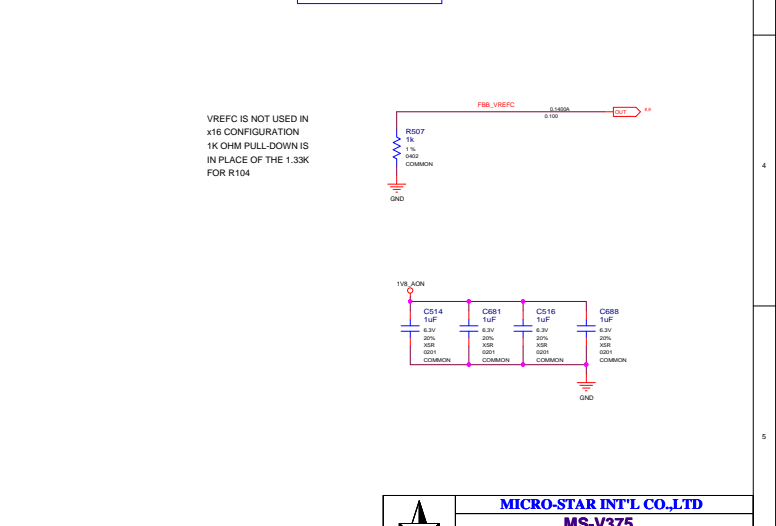 VREFC IS NOT USED IN
x16 CONFIGURATION
1K OHM PULL-DOWN IS
IN PLACE OF THE 1.33K
FOR R104
FBB_VREFC
0.1400A
0.100
OUT
R507
1k
1 %
0402
COMMON
GND
4
1V8_AON
C514
1uF
6.3V
20%
X5R
0201
COMMON
C681
1uF
6.3V
20%
X5R
0201
COMMON
C516
1uF
6.3V
20%
X5R
0201
COMMON
C688
1uF
6.3V
20%
X5R
0201
COMMON
GND
5
MICRO-STAR INT'L CO.,LTD
MS-V375